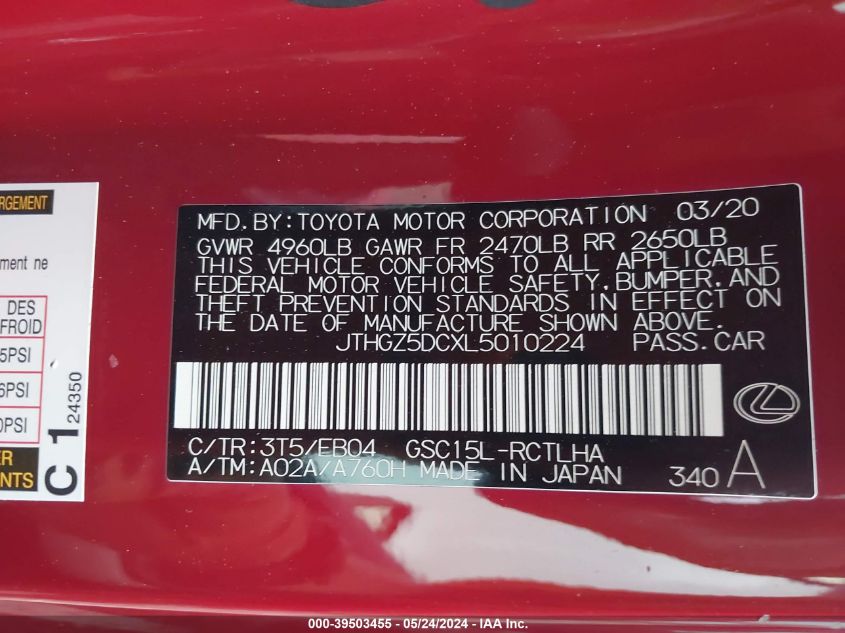 RGEMENT
ment ne
DES
FROID
5PSI
6PSI
0PSI
ER
NTS
C 1 24350
MFD.BY:TOYOTA MOTOR CORPORATION 03/20
GVWR 4960LB GAWR FR 2470LB RR 2650LB
THIS VEHICLE CONFORMS TO ALL APPLICABLE
FEDERAL MOTOR VEHICLE SAFETY,BUMPER,AND
THEFT PREVENTION STANDARDS IN EFFECT ON
THE DATE OF MANUFACTURE SHOWN ABOVE.
JTHGZ5DCXL5010224 PASS.CAR
C/TR:3T5/EB04 GSC15L-RCTLHA
A/TM:A02A/A760H MADE IN JAPAN 340 A
000-39503455 - 05/24/2024 - IAA Inc.